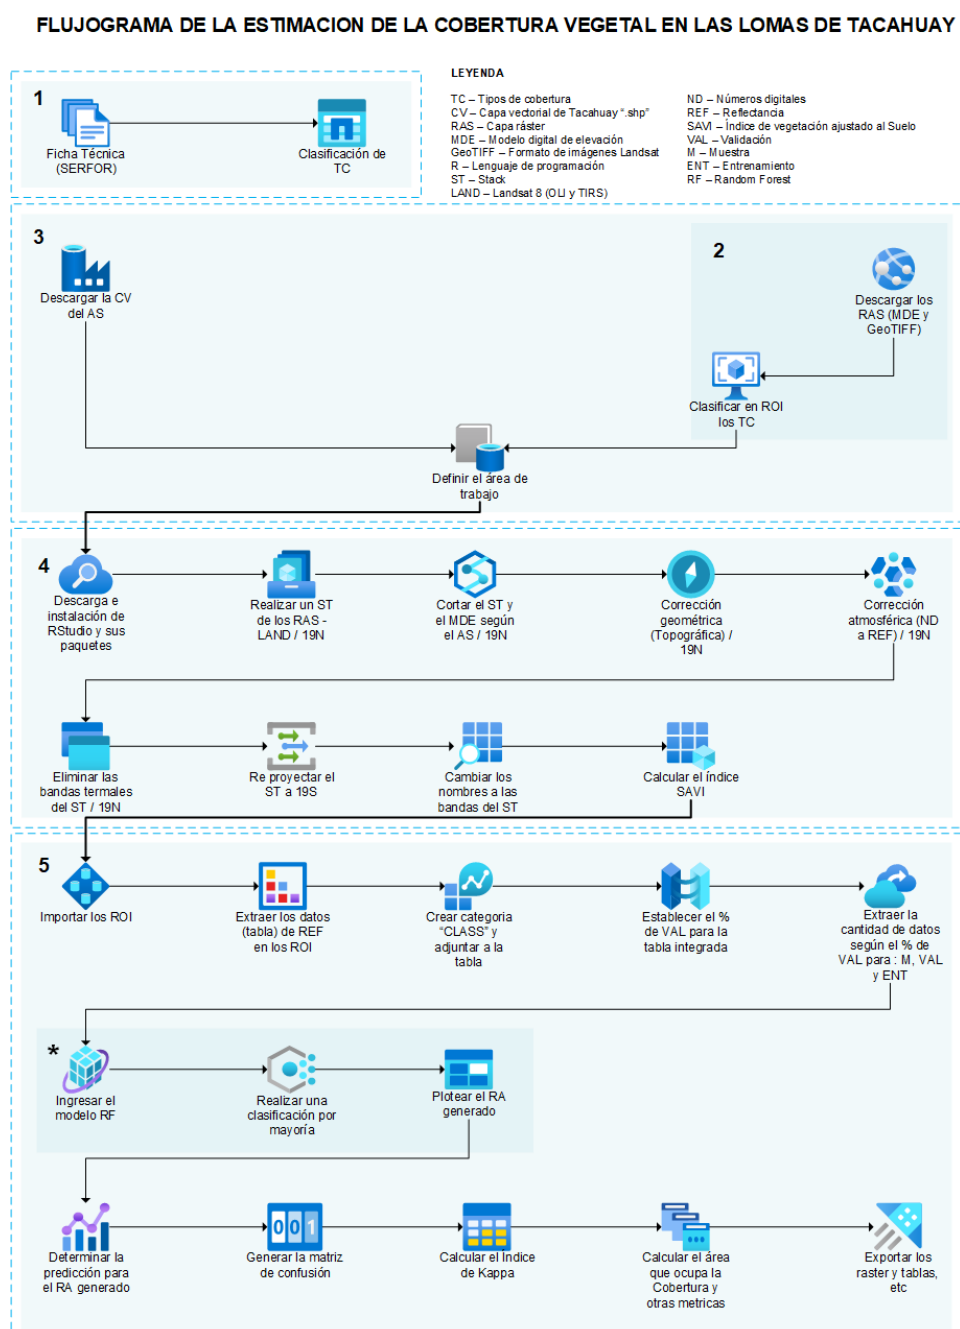 FLUJOGRAMA DE LA ESTIMACION DE LA COBERTURA VEGETAL EN LAS LOMAS DE TACAHUAY
LEYENDA
TC – Tipos de cobertura
CV – Capa vectorial de Tacahuay “.shp”
RAS – Capa ráster
MDE – Modelo digital de elevación
GeoTIFF – Formato de imágenes Landsat
R – Lenguaje de programación
ST – Stack
LAND – Landsat 8 (OLI y TIRS)
ND – Números digitales
REF – Reflectancia
SAVI – Índice de vegetación ajustado al Suelo
VAL – Validación
M – Muestra
ENT – Entrenamiento
RF – Random Forest
1
Ficha Técnica
(SERFOR)
Clasificación de
TC
3
Descargar la CV
del AS
2
Descargar los
RAS (MDE y
GeoTIFF)
Clasificar en ROI
los TC
Definir el área de
trabajo
4
Descarga e
instalación de
RStudio y sus
paquetes
Realizar un ST
de los RAS -
LAND / 19N
Cortar el ST y
el MDE según
el AS / 19N
Corrección
geométrica
(Topográfica) /
19N
Corrección
atmosférica (ND
a REF) / 19N
Eliminar las
bandas termales
del ST / 19N
Re proyectar el
ST a 19S
Cambiar los
nombres a las
bandas del ST
Calcular el índice
SAVI
5
Importar los ROI
Extraer los datos
(tabla) de REF
en los ROI
Crear categoria
“CLASS” y
adjuntar a la
tabla
Establecer el %
de VAL para la
tabla integrada
Extraer la
cantidad de datos
según el % de
VAL para : M, VAL
y ENT
*
Ingresar el
modelo RF
Realizar una
clasificación por
mayoría
Plotear el RA
generado
Determinar la
predicción para
el RA generado
001
Generar la matriz
de confusión
Calcular el Índice
de Kappa
Calcular el área
que ocupa la
Cobertura y
otras metricas
Exportar los
raster y tablas,
etc